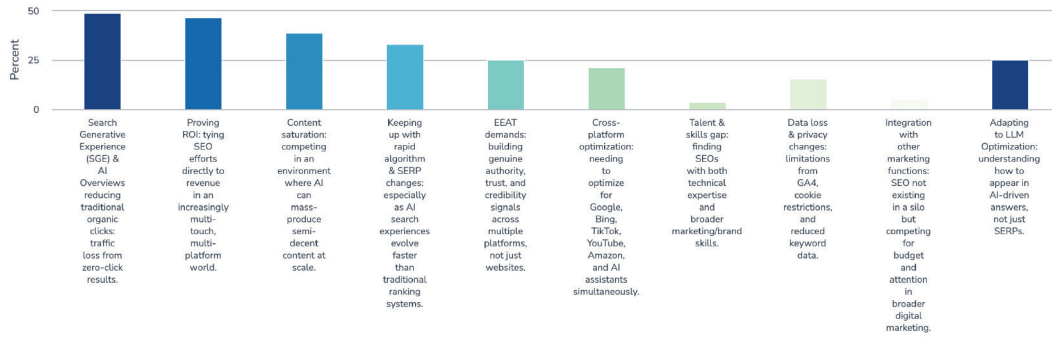 50
Percent
25
0
Search
Generative
Experience
(SGE) &
AI
Overviews
reducing
traditional
organic
clicks:
traffic
loss from
zero-click
results.
Proving
ROI: tying
SEO
efforts
directly to
revenue
in an
increasingly
multi-
touch,
multi-
platform
world.
Content
saturation:
competing
in an
environment
where AI
can
mass-
produce
semi-
decent
content at
scale.
Keeping
up with
rapid
algorithm
& SERP
changes:
especially
as AI
search
experiences
evolve
faster
than
traditional
ranking
systems.
EEAT
demands:
building
genuine
authority,
trust, and
credibility
signals
across
multiple
platforms,
not just
websites.
Cross-
platform
optimization:
needing
to
optimize
for
Google,
Bing,
TikTok,
YouTube,
Amazon,
and AI
assistants
simultaneously.
Talent &
skills gap:
finding
SEOs
with both
technical
expertise
and
broader
marketing/brand
skills.
Data loss
& privacy
changes:
limitations
from
GA4,
cookie
restrictions,
and
reduced
keyword
data.
Integration
with
other
marketing
functions:
SEO not
existing
in a silo
but
competing
for
budget
and
attention
in
broader
digital
marketing.
Adapting
to LLM
Optimization:
understanding
how to
appear in
AI-driven
answers,
not just
SERPs.